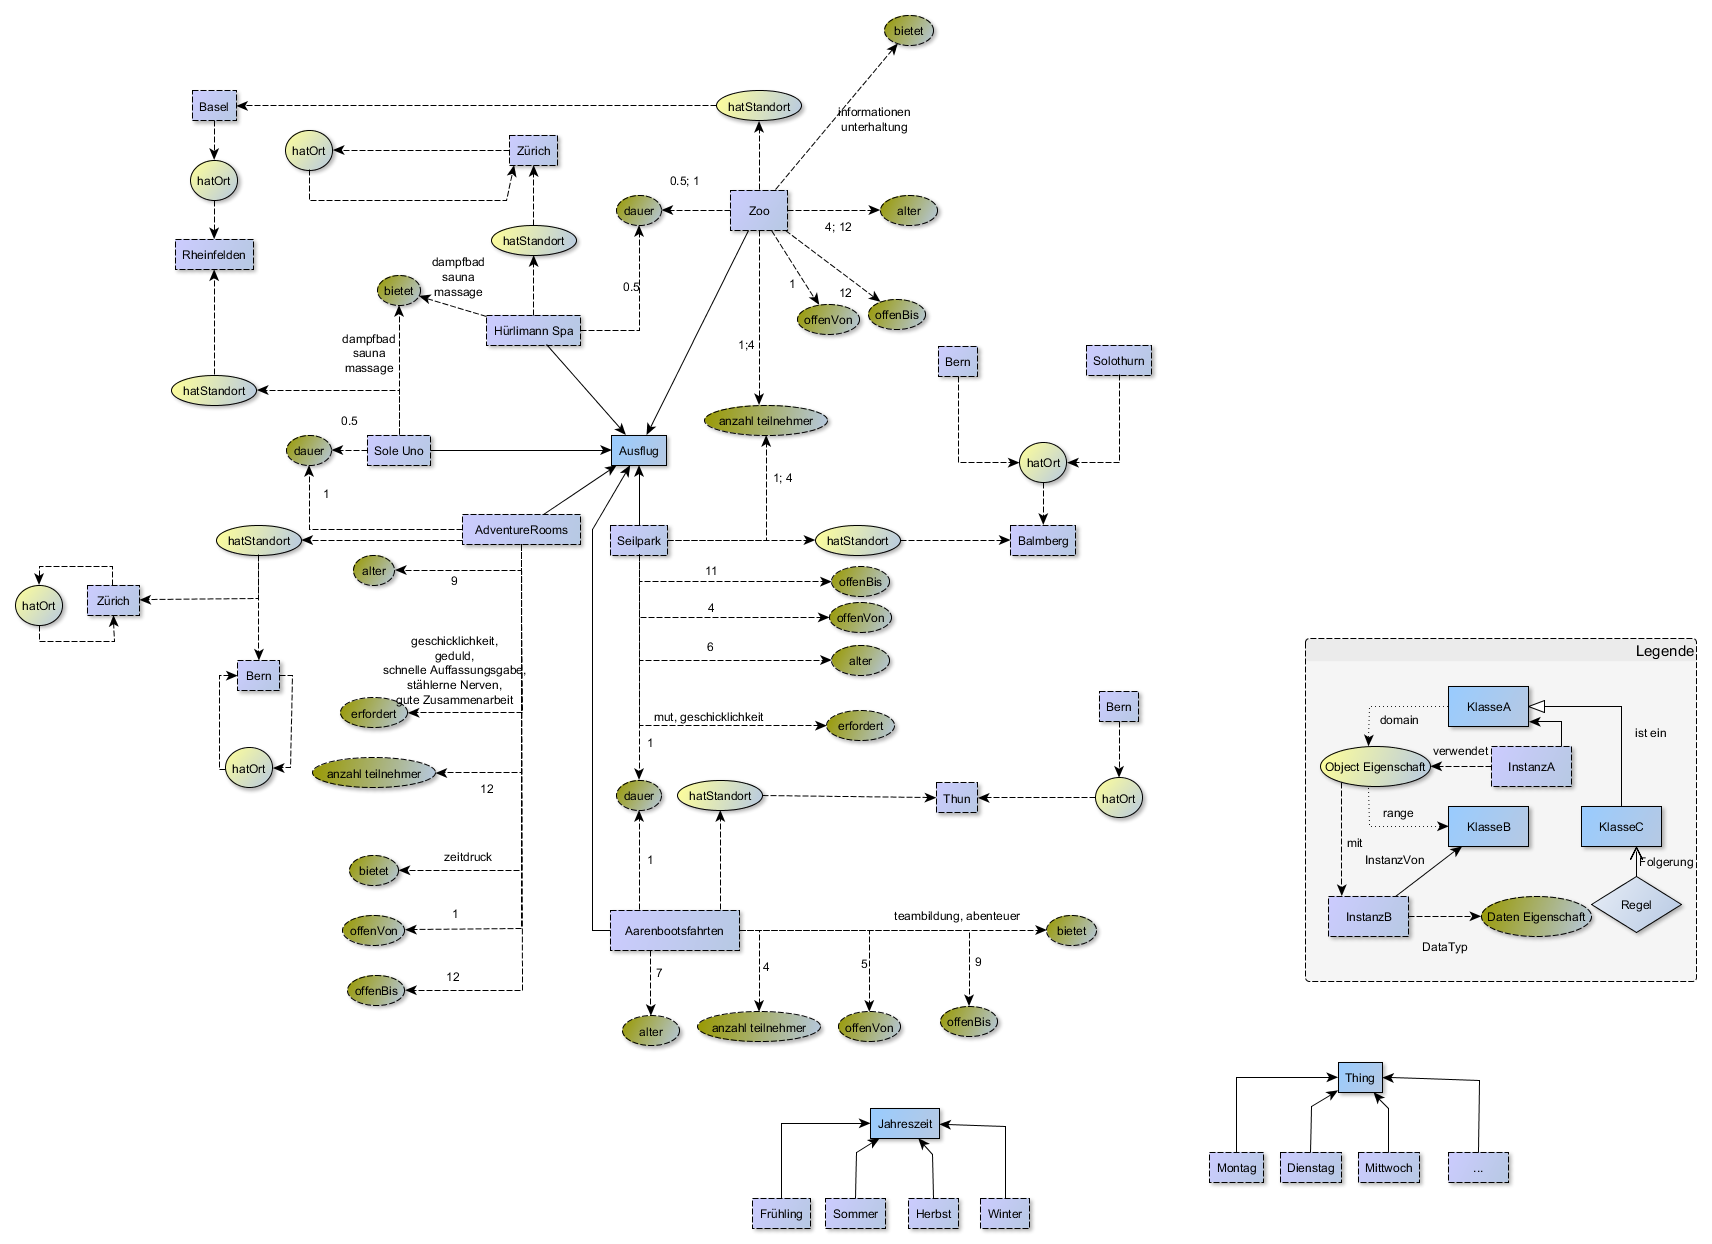 bietet
Basel
hatStandort
informationen
unterhaltung
hatOrt
Zürich
hatOrt
0.5; 1
dauer
Zoo
alter
4; 12
hatStandort
Rheinfelden
dampfbad
sauna
massage
bietet
0.5
1
12
offenVon
offenBis
Hürlimann Spa
dampfbad
sauna
massage
1;4
Bern
Solothurn
hatStandort
anzahl teilnehmer
0.5
dauer
Sole Uno
Ausflug
hatOrt
1
1; 4
AdventureRooms
hatStandort
Seilpark
hatStandort
Balmberg
alter
9
11
offenBis
hatOrt
Zürich
4
offenVon
geschicklichkeit,
geduld,
schnelle Auffassungsgabe,
stählerne Nerven,
gute Zusammenarbeit
6
alter
Bern
erfordert
mut, geschicklichkeit
erfordert
Bern
1
hatOrt
anzahl teilnehmer
12
dauer
hatStandort
Thun
hatOrt
zeitdruck
bietet
1
1
offenVon
Aarenbootsfahrten
teambildung, abenteuer
bietet
12
offenBis
7
4
5
9
alter
anzahl teilnehmer
offenVon
offenBis
Legende
KlasseA
domain
ist ein
verwendet
Object Eigenschaft
InstanzA
range
KlasseB
KlasseC
mit
InstanzVon
Folgerung
Regel
InstanzB
Daten Eigenschaft
DataTyp
Thing
Montag
Dienstag
Mittwoch
...
Jahreszeit
Frühling
Sommer
Herbst
Winter